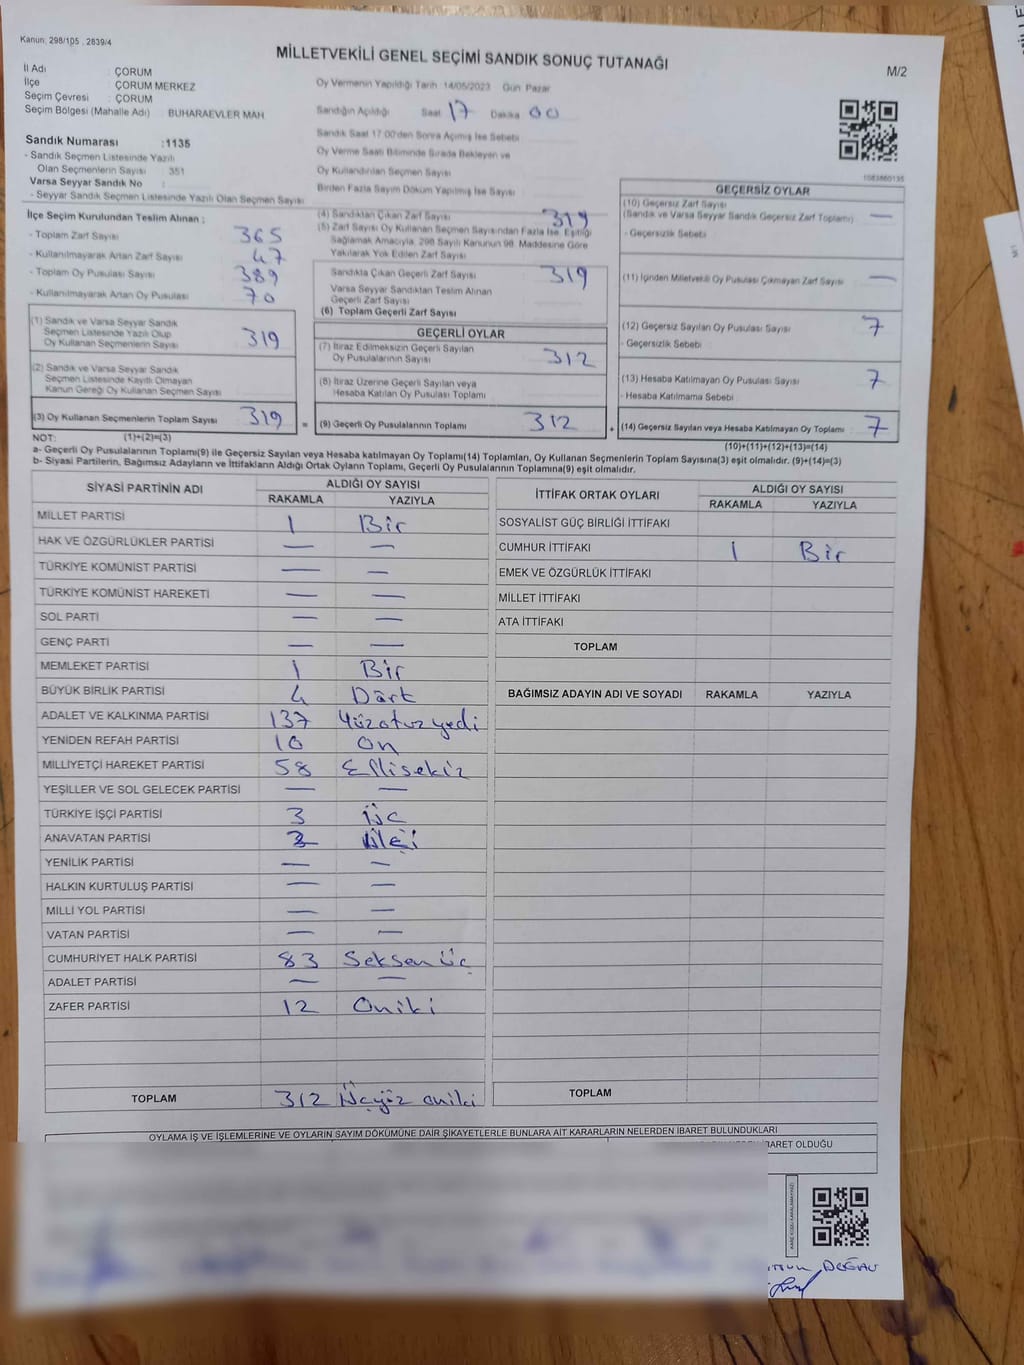 Kanun: 298/105 , 2839/4
MİLLETVEKİLİ GENEL SEÇİMİ SANDIK SONUÇ TUTANAĞI
M/2
İl Adı : ÇORUM
İlçe : ÇORUM MERKEZ
Seçim Çevresi : ÇORUM
Seçim Bölgesi (Mahalle Adı) : BUHARAEVLER MAH
Oy Vermenin Yapıldığı Tarih: 14/05/2023 Gün: Pazar
Sandığın Açıldığı Saat 17 Dakika 00
Sandık Saat 17.00'den Sonra Açımış İse Sebebi
Oy Verme Saati Bitiminde Sırada Bekleyen ve
Oy Kullandırılan Seçmen Sayısı
Birden Fazla Sayım Döküm Yapılmış İse Sayısı
Sandık Numarası :1135
- Sandık Seçmen Listesinde Yazılı
Olan Seçmenlerin Sayısı : 351
Varsa Seyyar Sandık No :
- Seyyar Sandık Seçmen Listesinde Yazılı Olan Seçmen Sayısı
1083860135
İlçe Seçim Kurulundan Teslim Alınan ;
- Toplam Zarf Sayısı 365
- Kullanılmayarak Artan Zarf Sayısı 47
- Toplam Oy Pusulası Sayısı 389
- Kullanılmayarak Artan Oy Pusulası 70
(1) Sandık ve Varsa Seyyar Sandık
Seçmen Listesinde Yazılı Olup
Oy Kullanan Seçmenlerin Sayısı 319
(2) Sandık ve Varsa Seyyar Sandık
Seçmen Listesinde Kayıtlı Olmayan
Kanun Gereği Oy Kullanan Seçmen Sayısı
(3) Oy Kullanan Seçmenlerin Toplam Sayısı 319 =
(4) Sandıktan Çıkan Zarf Sayısı 319
(5) Zarf Sayısı Oy Kullanan Seçmen Sayısından Fazla İse, Eşitliği
Sağlamak Amacıyla, 298 Sayılı Kanunun 98. Maddesine Göre
Yakılarak Yok Edilen Zarf Sayısı
Sandıkta Çıkan Geçerli Zarf Sayısı 319
Varsa Seyyar Sandıktan Teslim Alınan
Geçerli Zarf Sayısı
(6) Toplam Geçerli Zarf Sayısı
GEÇERLİ OYLAR
(7) İtiraz Edilmeksizin Geçerli Sayılan
Oy Pusulalarının Sayısı 312
(8) İtiraz Üzerine Geçerli Sayılan veya
Hesaba Katılan Oy Pusulası Toplamı
(9) Geçerli Oy Pusulalarının Toplamı 312 +
GEÇERSİZ OYLAR
(10) Geçersiz Zarf Sayısı
(Sandık ve Varsa Seyyar Sandık Geçersiz Zarf Toplamı) —
- Geçersizlik Sebebi
(11) İçinden Milletvekili Oy Pusulası Çıkmayan Zarf Sayısı —
(12) Geçersiz Sayılan Oy Pusulası Sayısı 7
- Geçersizlik Sebebi
(13) Hesaba Katılmayan Oy Pusulası Sayısı 7
- Hesaba Katılmama Sebebi
(14) Geçersiz Sayılan veya Hesaba Katılmayan Oy Toplamı 7
NOT: (1)+(2)=(3) (10)+(11)+(12)+(13)=(14)
a- Geçerli Oy Pusulalarının Toplamı(9) ile Geçersiz Sayılan veya Hesaba katılmayan Oy Toplamı(14) Toplamları, Oy Kullanan Seçmenlerin Toplam Sayısına(3) eşit olmalıdır. (9)+(14)=(3)
b- Siyasi Partilerin, Bağımsız Adayların ve İttifakların Aldığı Ortak Oyların Toplamı, Geçerli Oy Pusulalarının Toplamına(9) eşit olmalıdır.
SİYASİ PARTİNİN ADI ALDIĞI OY SAYISI
RAKAMLA YAZIYLA
MİLLET PARTİSİ 1 Bir
HAK VE ÖZGÜRLÜKLER PARTİSİ — —
TÜRKİYE KOMÜNİST PARTİSİ — —
TÜRKİYE KOMÜNİST HAREKETİ — —
SOL PARTİ — —
GENÇ PARTİ — —
MEMLEKET PARTİSİ 1 Bir
BÜYÜK BİRLİK PARTİSİ 4 Dört
ADALET VE KALKINMA PARTİSİ 137 Yüzotuzyedi
YENİDEN REFAH PARTİSİ 10 on
MİLLİYETÇİ HAREKET PARTİSİ 58 Ellisekiz
YEŞİLLER VE SOL GELECEK PARTİSİ — —
TÜRKİYE İŞÇİ PARTİSİ 3 üç
ANAVATAN PARTİSİ 2 iki
YENİLİK PARTİSİ — —
HALKIN KURTULUŞ PARTİSİ — —
MİLLİ YOL PARTİSİ — —
VATAN PARTİSİ — —
CUMHURİYET HALK PARTİSİ 83 Seksen üç
ADALET PARTİSİ — —
ZAFER PARTİSİ 12 Oniki
TOPLAM 312 Üçyüz oniki
İTTİFAK ORTAK OYLARI ALDIĞI OY SAYISI
RAKAMLA YAZIYLA
SOSYALİST GÜÇ BİRLİĞİ İTTİFAKI
CUMHUR İTTİFAKI 1 Bir
EMEK VE ÖZGÜRLÜK İTTİFAKI
MİLLET İTTİFAKI
ATA İTTİFAKI
TOPLAM
BAĞIMSIZ ADAYIN ADI VE SOYADI RAKAMLA YAZIYLA
TOPLAM
OYLAMA İŞ VE İŞLEMLERİNE VE OYLARIN SAYIM DÖKÜMÜNE DAİR ŞİKAYETLERLE BUNLARA AİT KARARLARIN NELERDEN İBARET BULUNDUKLARI
İBARET OLDUĞU
DOĞAN